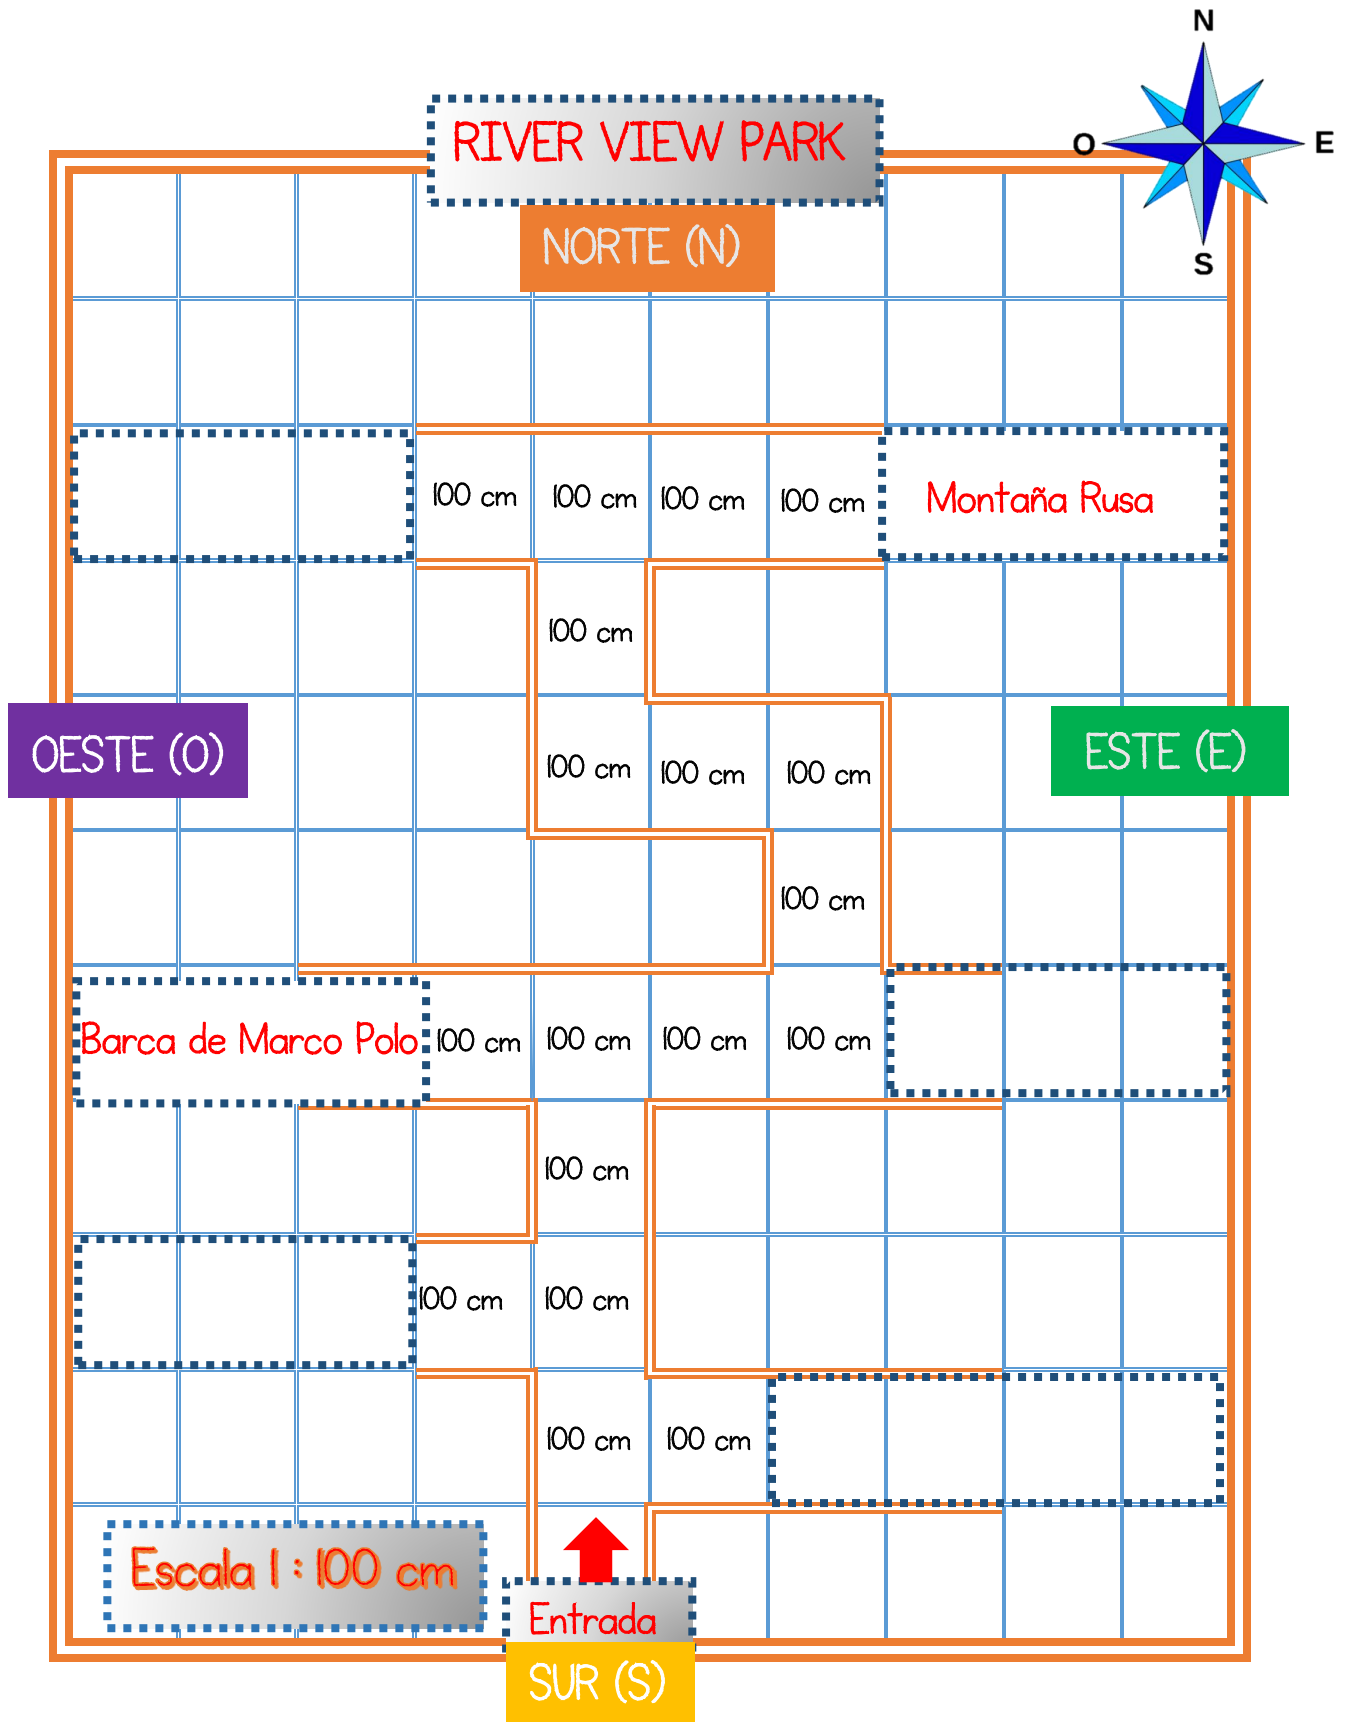 N
RIVER VIEW PARK
O E
NORTE (N)
S
100 cm 100 cm 100 cm 100 cm Montaña Rusa
100 cm
OESTE (O) 100 cm 100 cm 100 cm ESTE (E)
100 cm
Barca de Marco Polo 100 cm 100 cm 100 cm 100 cm
100 cm
100 cm 100 cm
100 cm 100 cm
Escala 1 : 100 cm
Entrada
SUR (S)